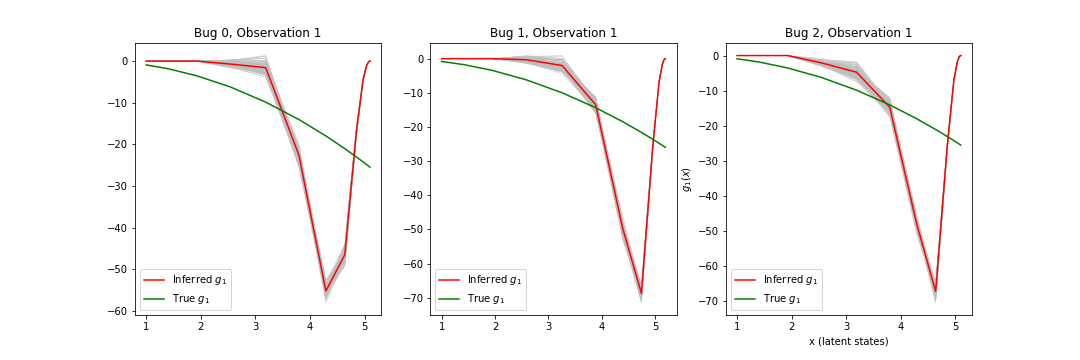 Bug 0, Observation 1
0
−10
−20
−30
−40
−50
−60
1 2 3 4 5
Inferred g₁
True g₁
Bug 1, Observation 1
0
−10
−20
−30
−40
−50
−60
−70
1 2 3 4 5
Inferred g₁
True g₁
Bug 2, Observation 1
g₁(x)
0
−10
−20
−30
−40
−50
−60
−70
1 2 3 4 5
x (latent states)
Inferred g₁
True g₁